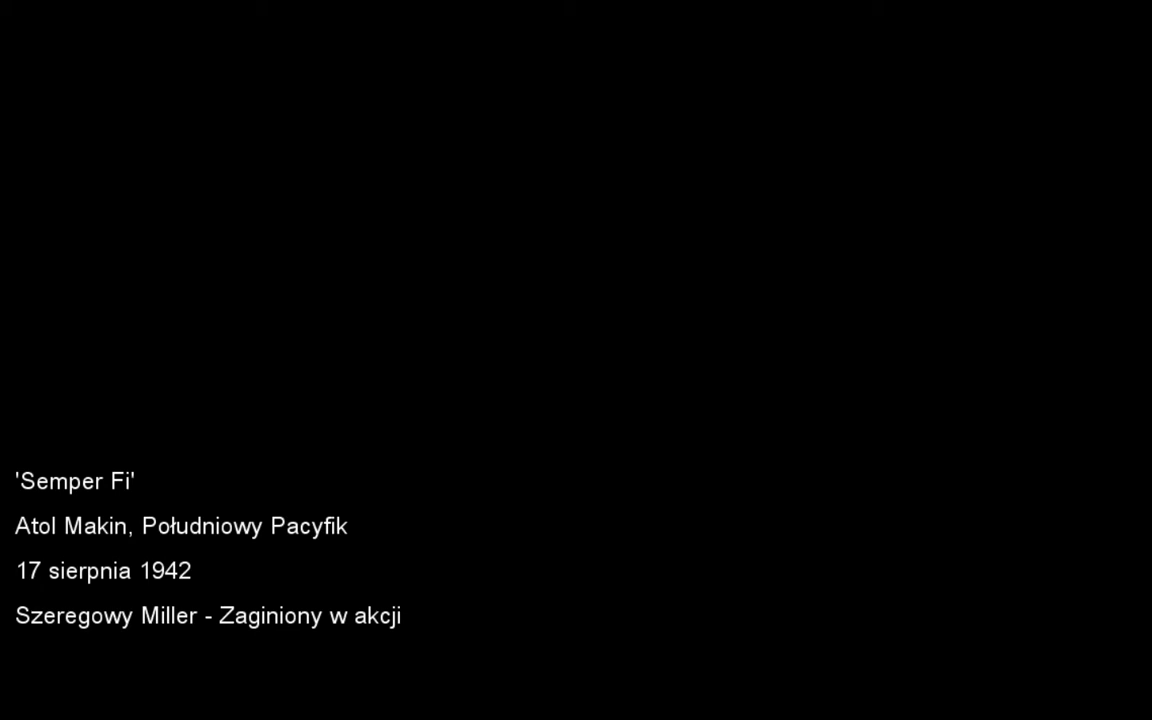 'Semper Fi'
Atol Makin, Południowy Pacyfik
17 sierpnia 1942
Szeregowy Miller - Zaginiony w akcji